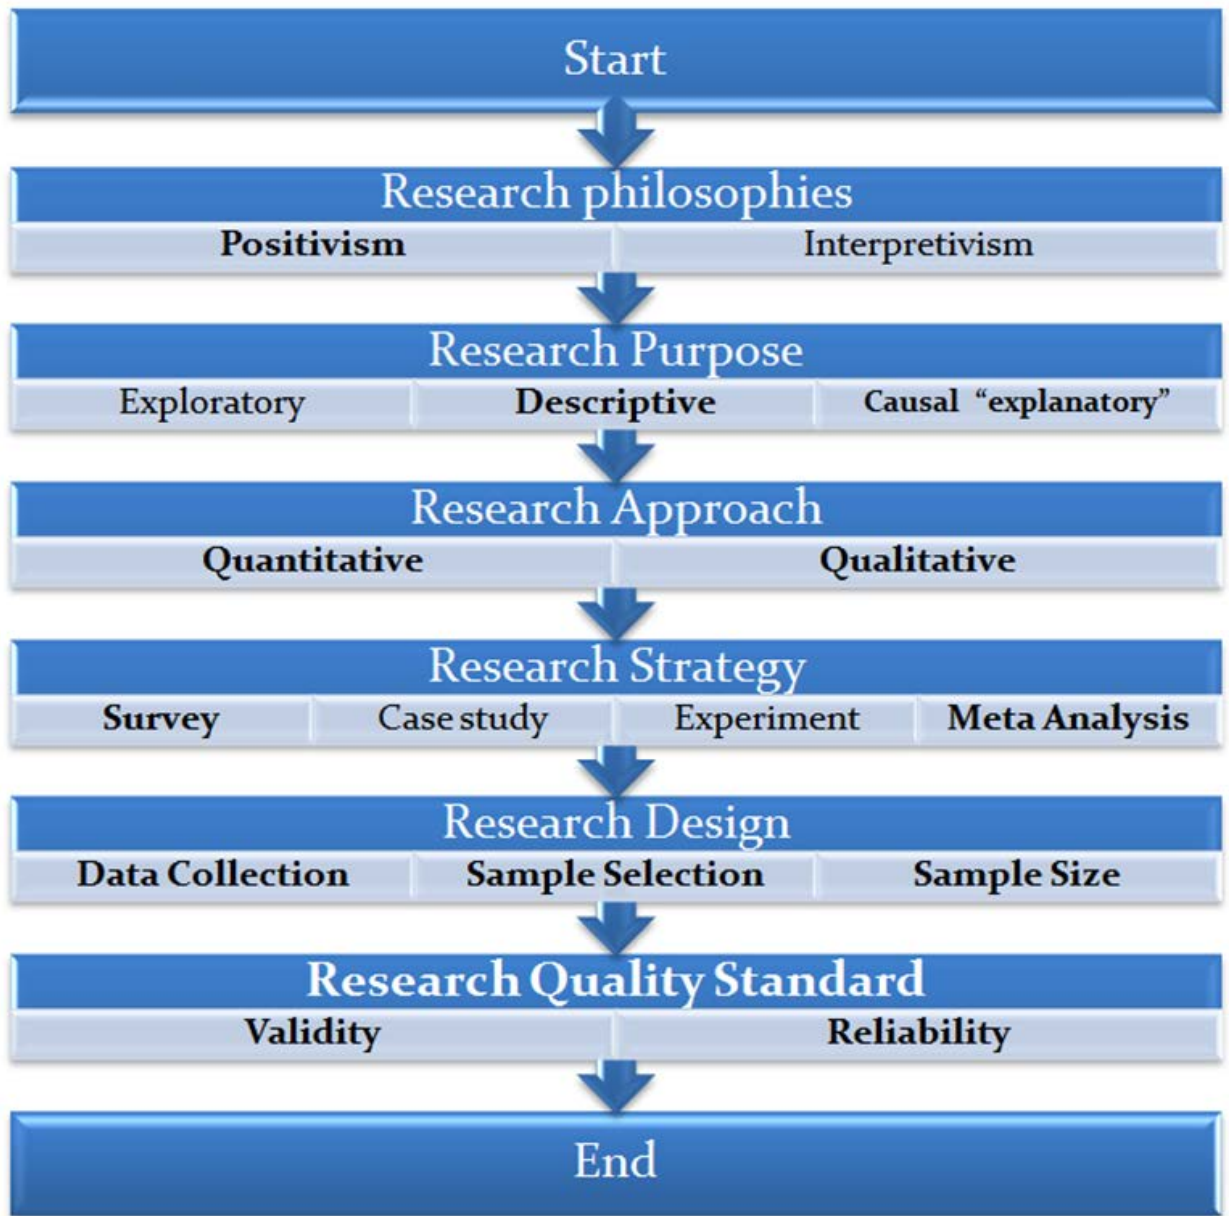 Start
Research philosophies
Positivism Interpretivism
Research Purpose
Exploratory Descriptive Causal “explanatory”
Research Approach
Quantitative Qualitative
Research Strategy
Survey Case study Experiment Meta Analysis
Research Design
Data Collection Sample Selection Sample Size
Research Quality Standard
Validity Reliability
End